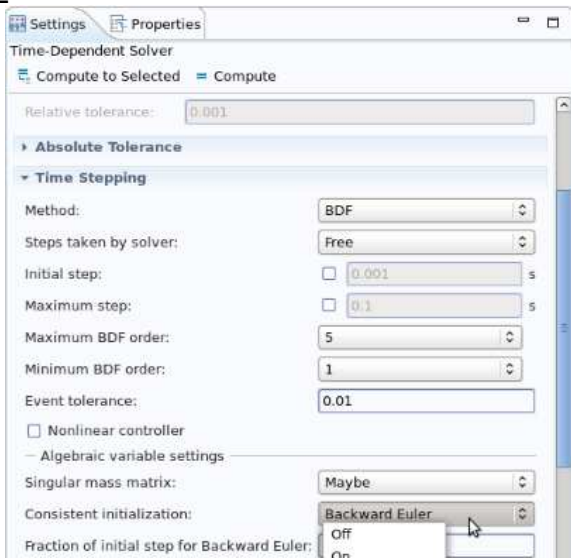 Settings Properties
Time-Dependent Solver
Compute to Selected = Compute
Relative tolerance: 0.001
Absolute Tolerance
Time Stepping
Method: BDF
Steps taken by solver: Free
Initial step: 0.001 s
Maximum step: 0.1 s
Maximum BDF order: 5
Minimum BDF order: 1
Event tolerance: 0.01
Nonlinear controller
Algebraic variable settings
Singular mass matrix: Maybe
Consistent initialization: Backward Euler
Off
Fraction of initial step for Backward Euler:
On